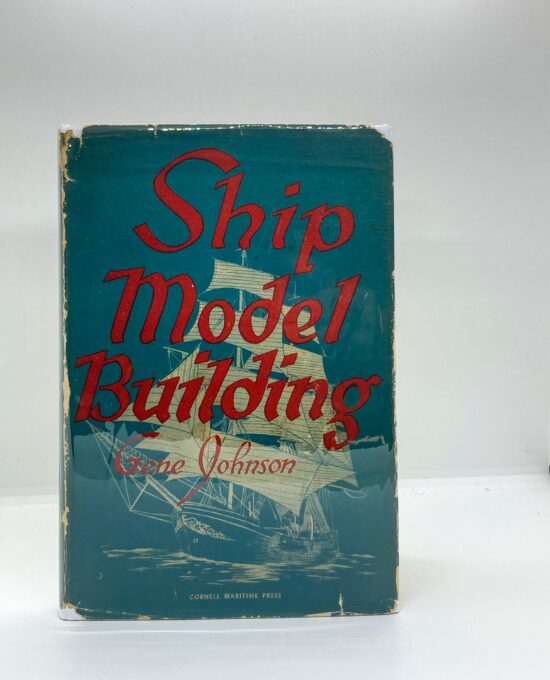 Ship
Model
Building
Gene Johnson
CORNELL MARITIME PRESS